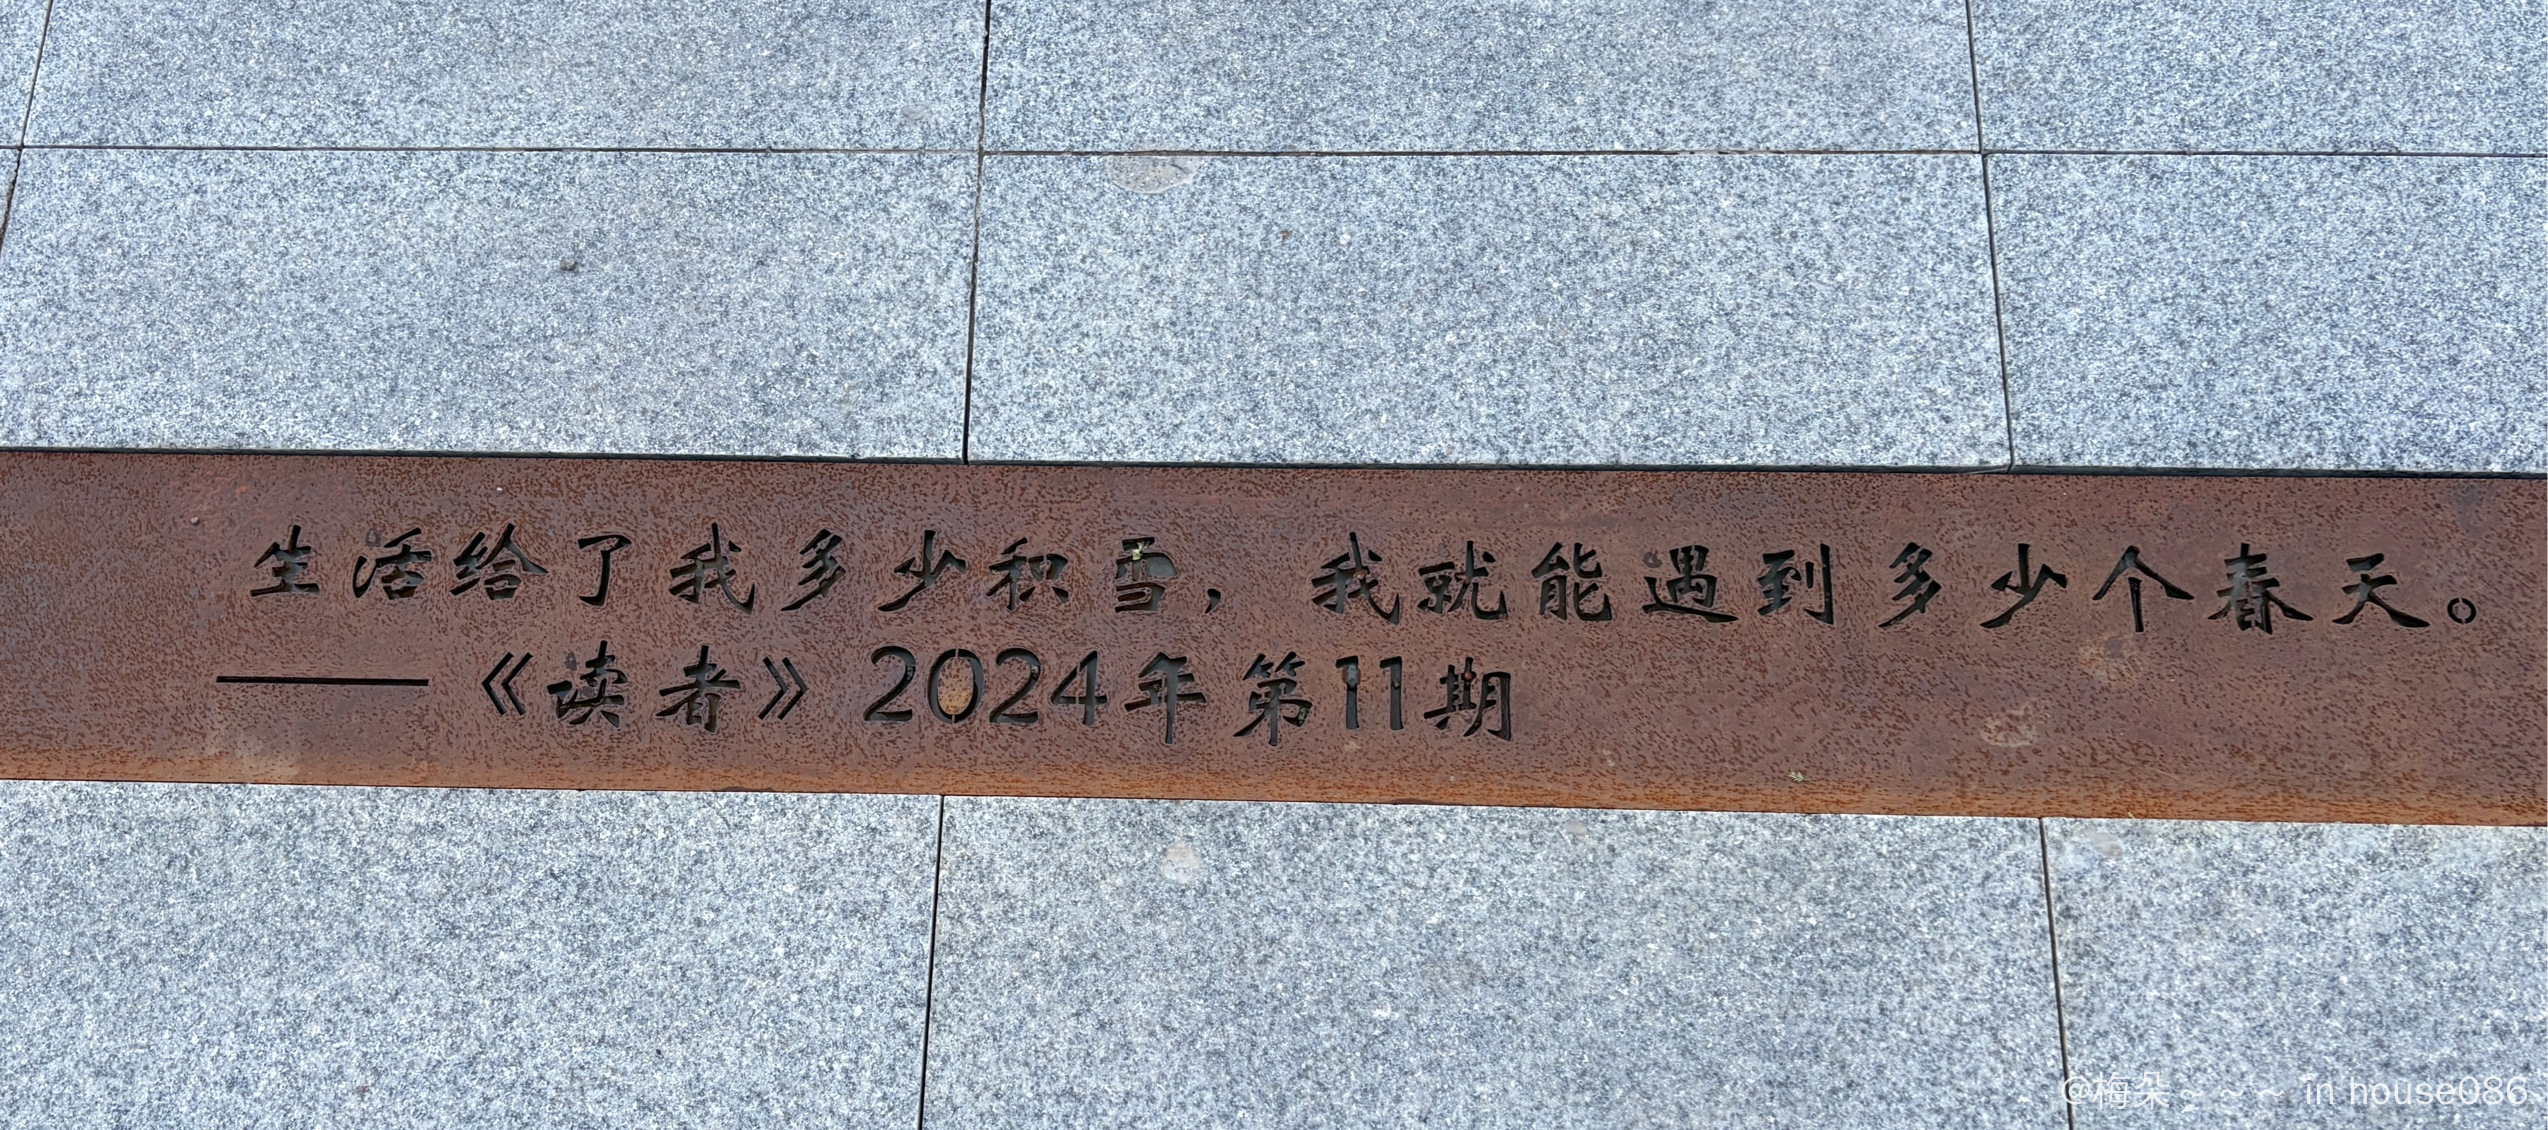 生活给了我多少积雪，我就能遇到多少个春天。
——《读者》2024年第11期
@梅朵～～～ in house086